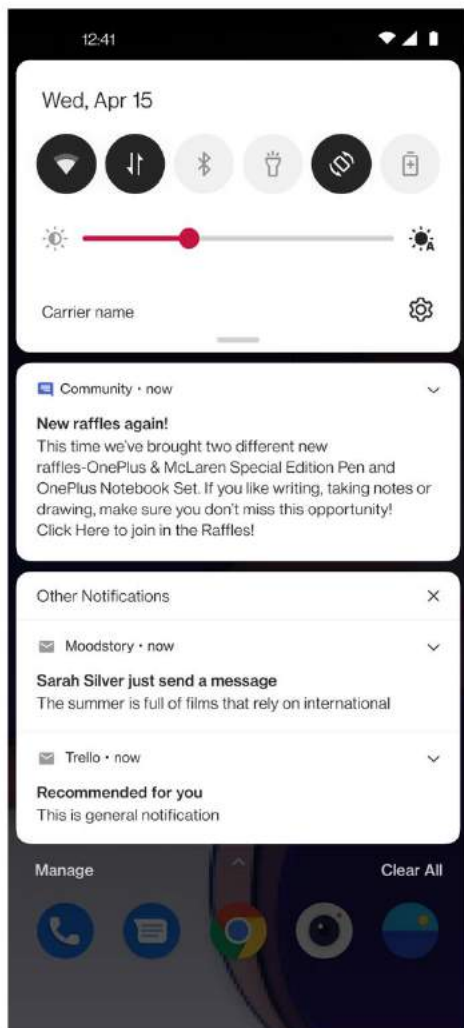 12:41
Wed, Apr 15
A
Carrier name
Community • now
New raffles again!
This time we've brought two different new
raffles-OnePlus & McLaren Special Edition Pen and
OnePlus Notebook Set. If you like writing, taking notes or
drawing, make sure you don't miss this opportunity!
Click Here to join in the Raffles!
Other Notifications
Moodstory • now
Sarah Silver just send a message
The summer is full of films that rely on international
Trello • now
Recommended for you
This is general notification
Manage
Clear All